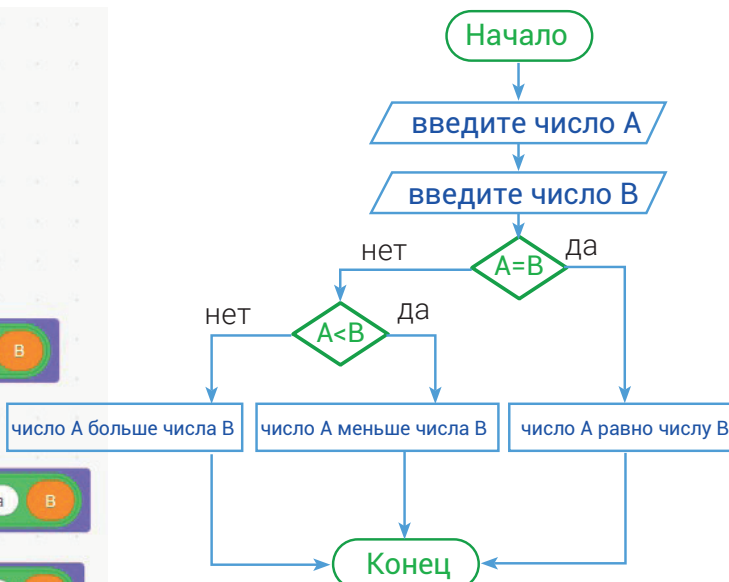 Начало
введите число A
введите число B
A=B
да
нет
A<B
да
нет
число A больше числа B
число A меньше числа B
число A равно числу B
Конец
B
B